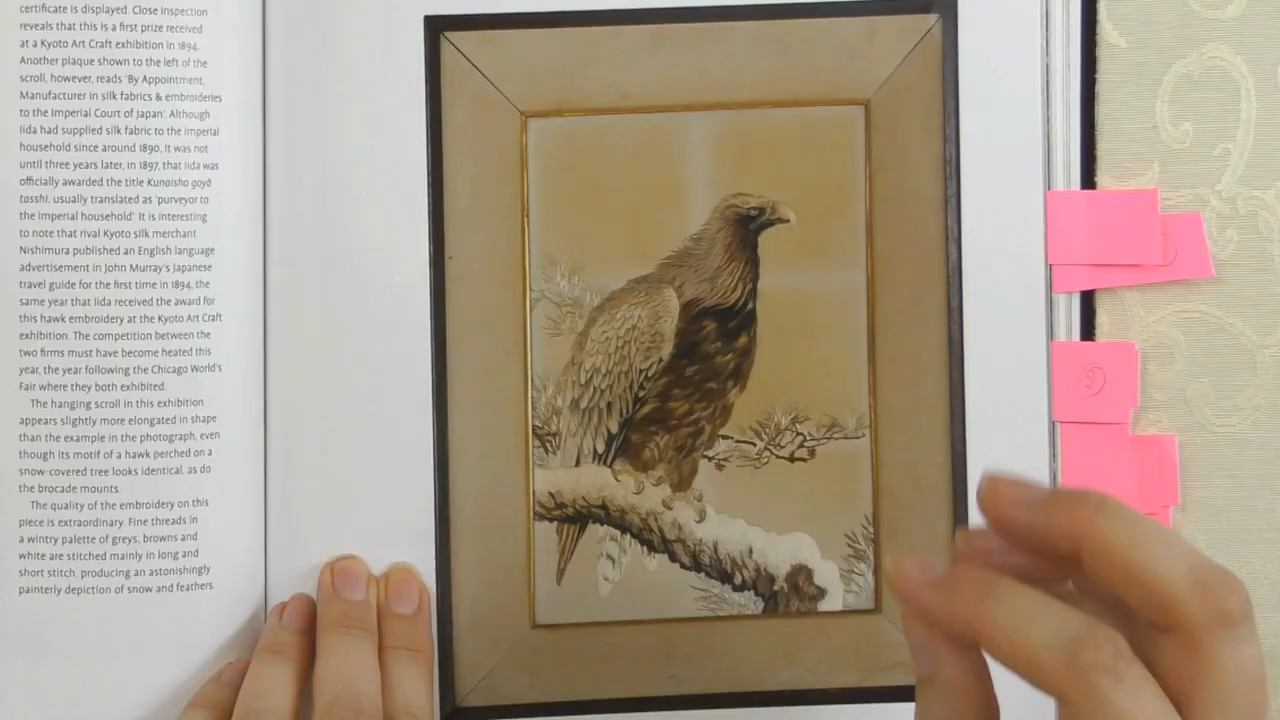 certificate is displayed. Close inspection
reveals that this is a first prize received
at a Kyoto Art Craft exhibition in 1894.
Another plaque shown to the left of the
scroll, however, reads 'By Appointment,
Manufacturer in silk fabrics & embroideries
to the Imperial Court of Japan'. Although
Iida had supplied silk fabric to the imperial
household since around 1890, it was not
until three years later, in 1897, that Iida was
officially awarded the title Kunaisho goyō
tasshi, usually translated as 'purveyor to
the imperial household'. It is interesting
to note that rival Kyoto silk merchant
Nishimura published an English language
advertisement in John Murray's Japanese
travel guide for the first time in 1894, the
same year that Iida received the award for
this hawk embroidery at the Kyoto Art Craft
exhibition. The competition between the
two firms must have become heated this
year, the year following the Chicago World's
Fair where they both exhibited.
The hanging scroll in this exhibition
appears slightly more elongated in shape
than the example in the photograph, even
though its motif of a hawk perched on a
snow-covered tree looks identical, as do
the brocade mounts.
The quality of the embroidery on this
piece is extraordinary. Fine threads in
a wintry palette of greys, browns and
white are stitched mainly in long and
short stitch, producing an astonishingly
painterly depiction of snow and feathers.